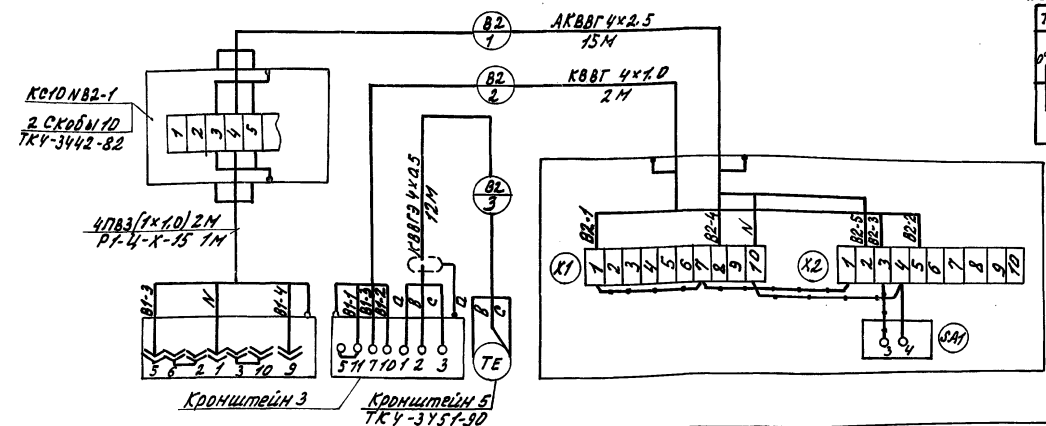 В2
1
АКВВГ 4×2.5
15М
В2
2
КВВГ 4×1.0
2М
КС10 NВ2-1
2 Скобы 10
ТК4-3442-82
1 2 3 4 5
КВВГЭ 4×0.5
12М
В2
3
4ПВ3(1×1.0) 2М
Р1-Ц-Х-15 1М
В2-1
В2-4
N
В2-5
В2-3
В2-2
X1
1 2 3 4 5 6 7 8 9 10
X2
1 2 3 4 5 6 7 8 9 10
SA1
3 4
В1-3
N
В1-4
5 6 2 1 3 10 9
В1-1
В1-3
В1-2
а
в
с
а
5 11 7 10 1 2 3
в
с
ТЕ
Кронштейн 3
Кронштейн 5
ТК4-3451-90